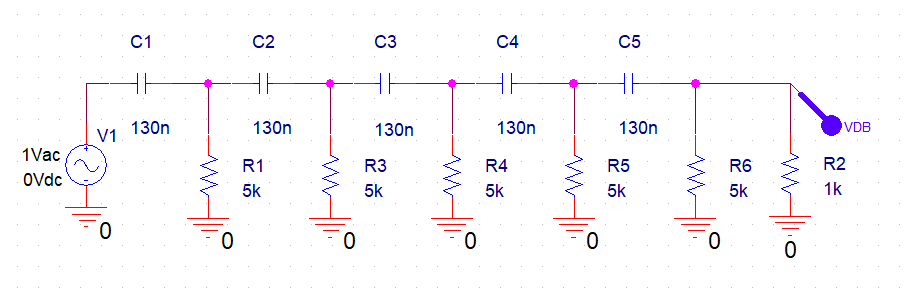 C1 C2 C3 C4 C5
130n 130n 130n 130n 130n
V1
1Vac
0Vdc
R1 R3 R4 R5 R6 R2
5k 5k 5k 5k 5k 1k
VDB
0 0 0 0 0 0 0